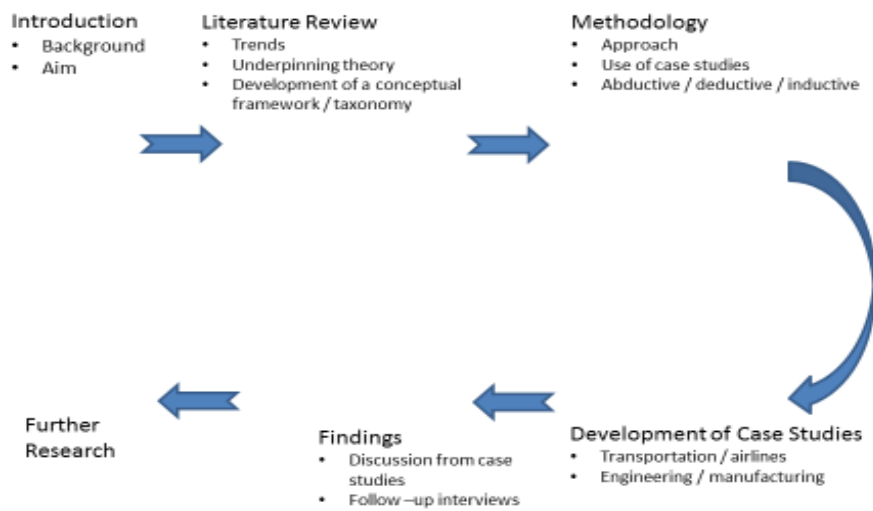 Introduction
• Background
• Aim
Literature Review
• Trends
• Underpinning theory
• Development of a conceptual
framework / taxonomy
Methodology
• Approach
• Use of case studies
• Abductive / deductive / inductive
Development of Case Studies
• Transportation / airlines
• Engineering / manufacturing
Findings
• Discussion from case
studies
• Follow –up interviews
Further
Research